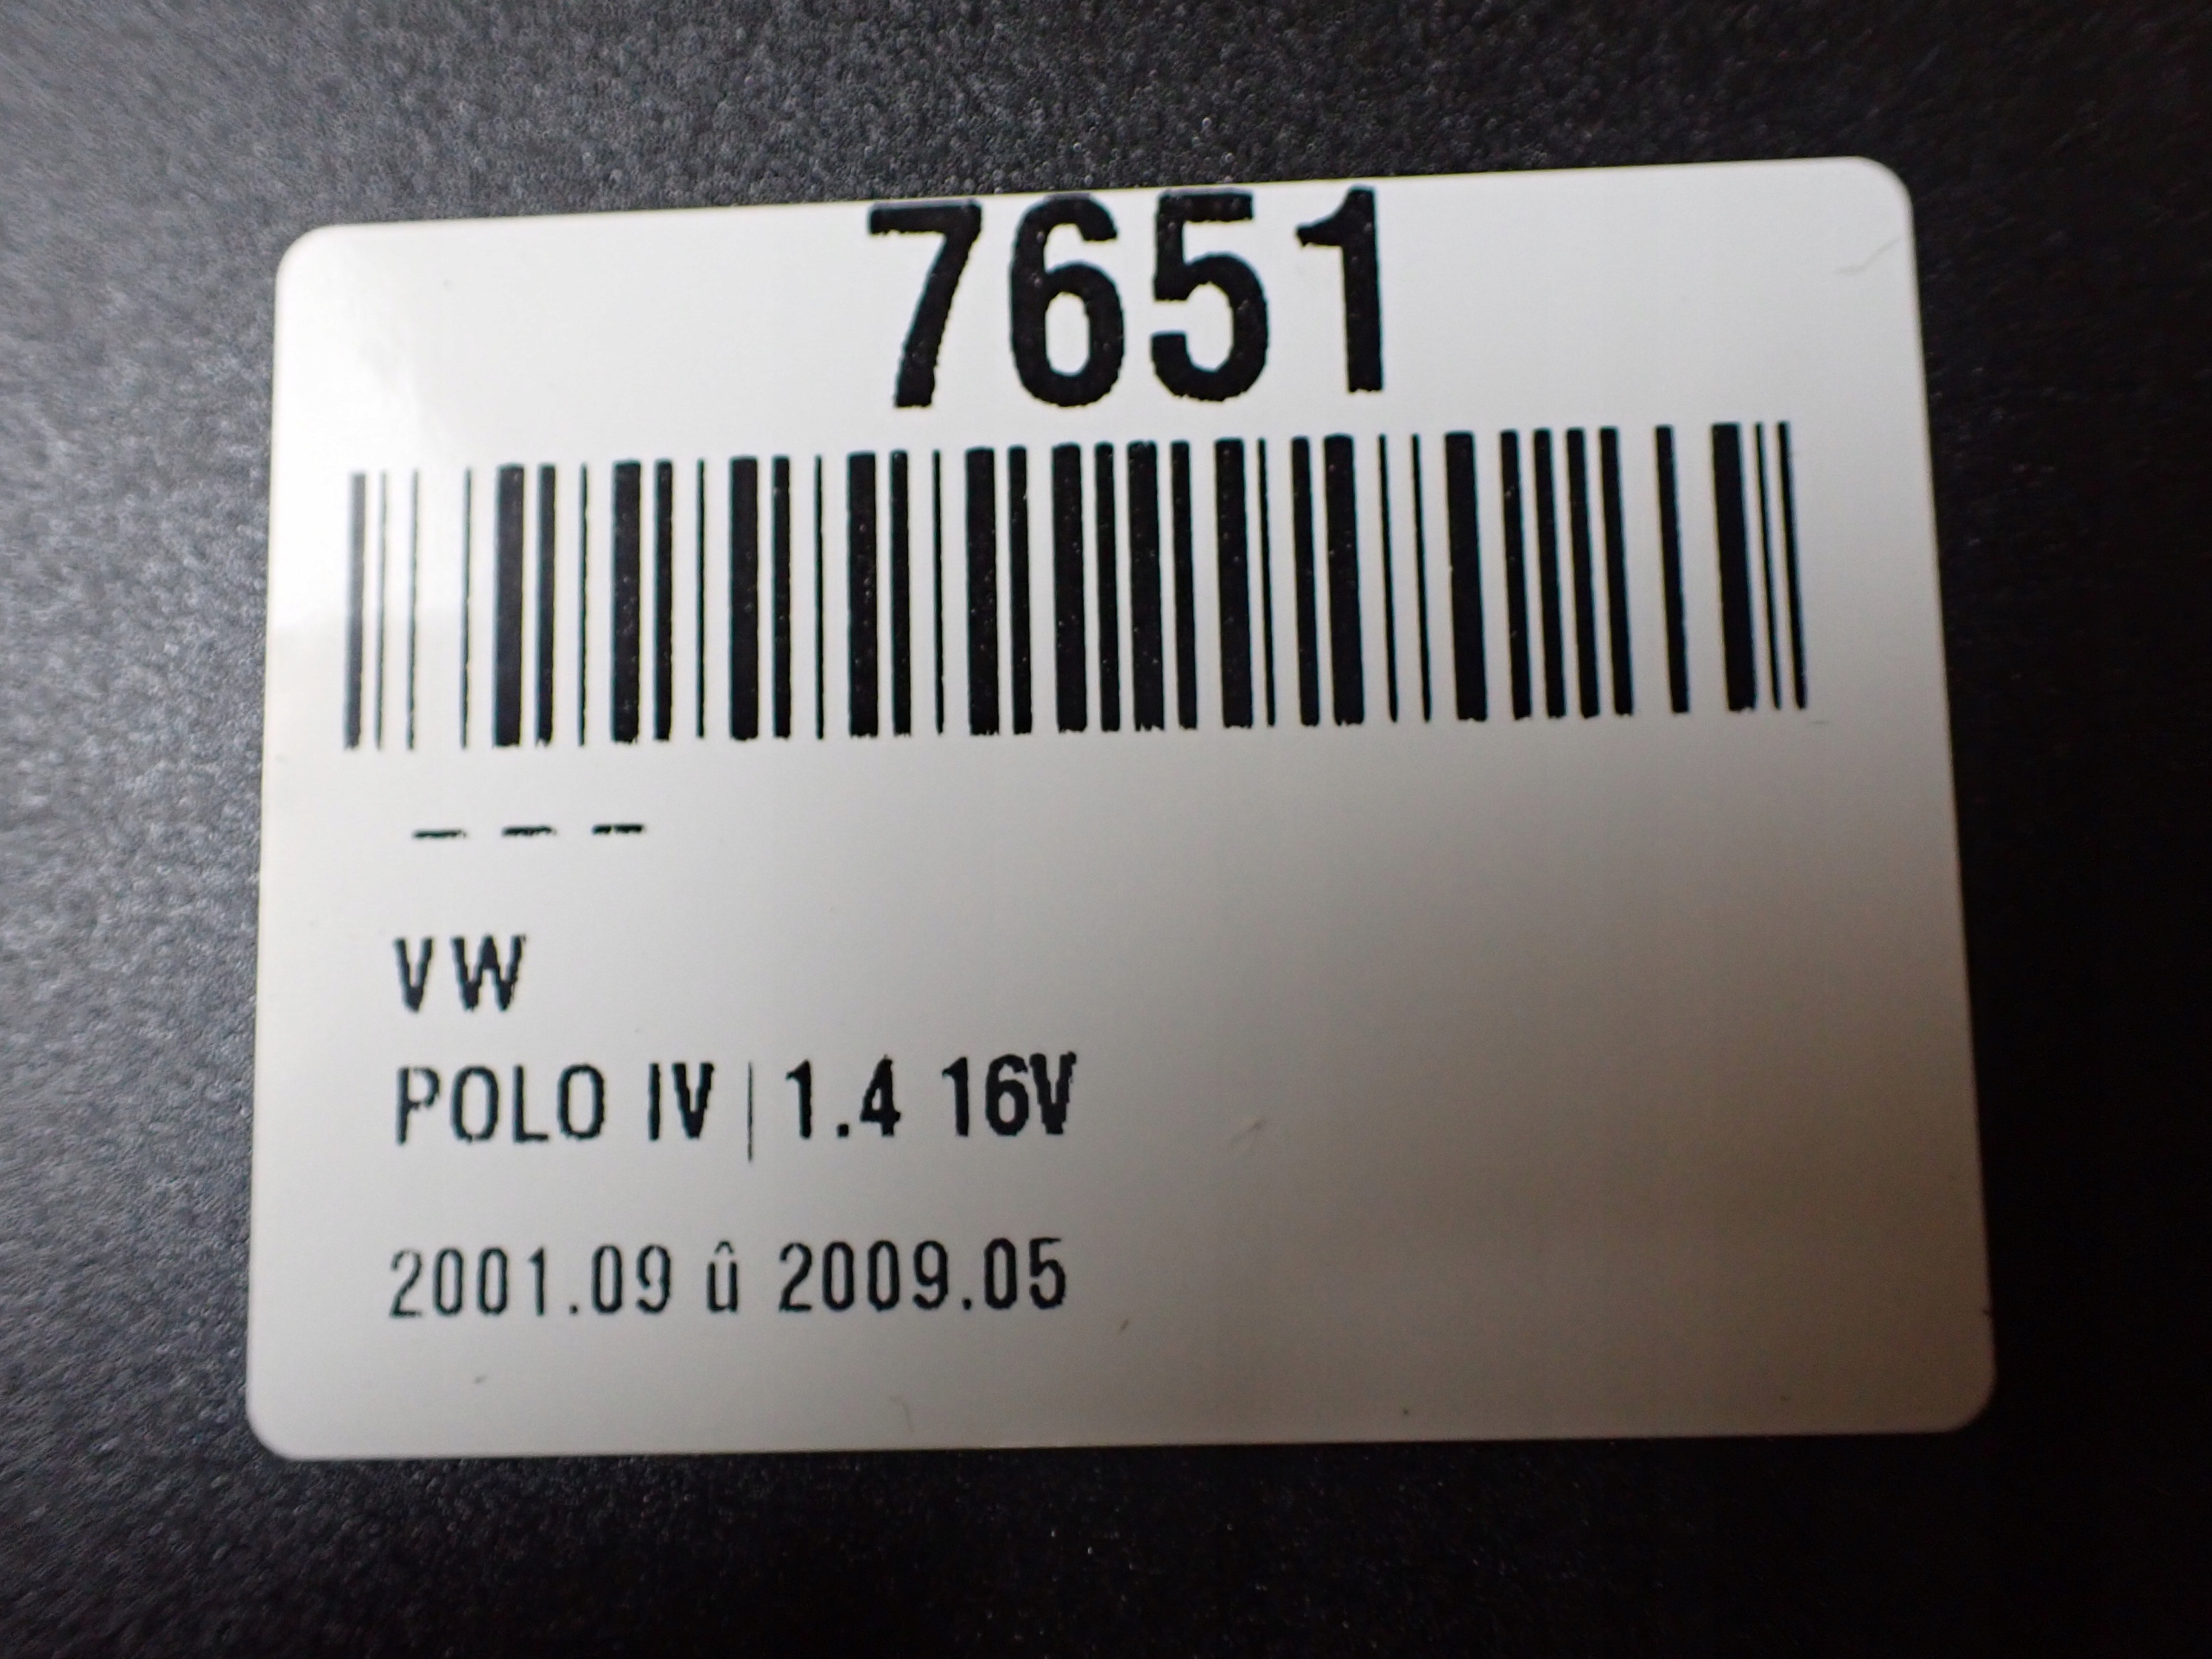 7651
– – –
VW
POLO IV | 1.4 16V
2001.09 û 2009.05